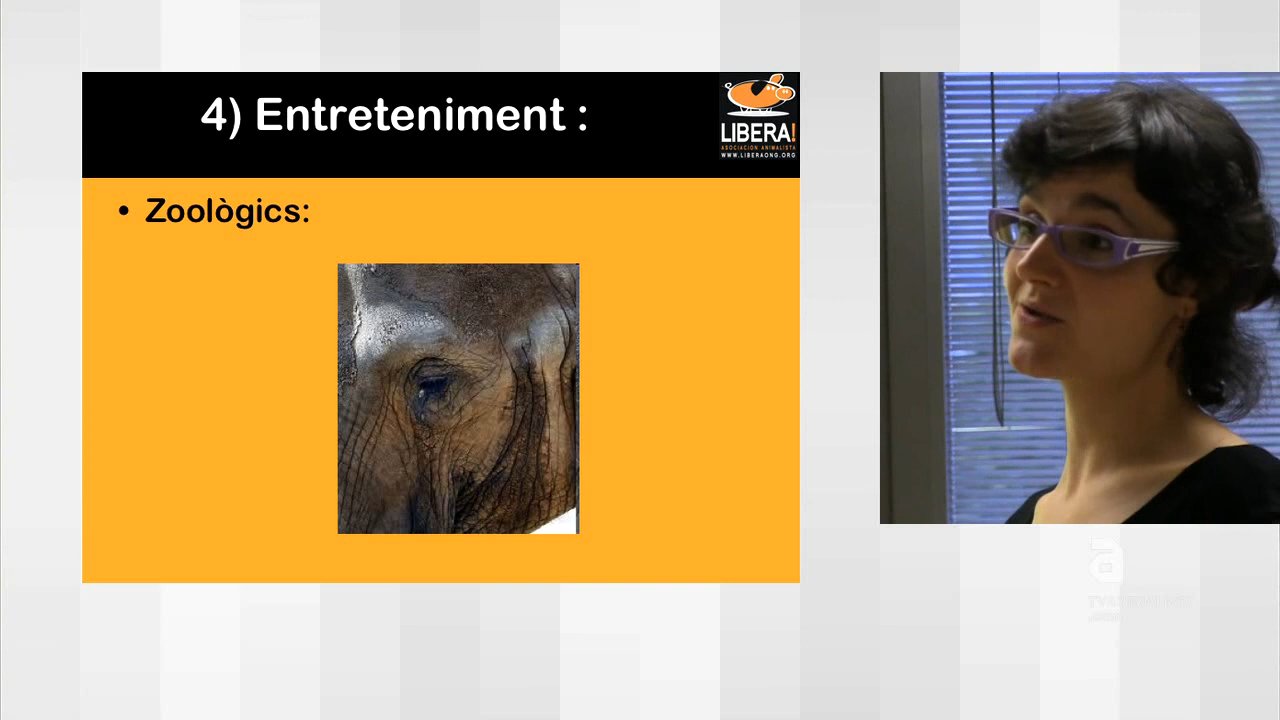 4) Entreteniment :
LIBERA!
ASOCIACION ANIMALISTA
WWW.LIBERAONG.ORG
• Zoològics:
a